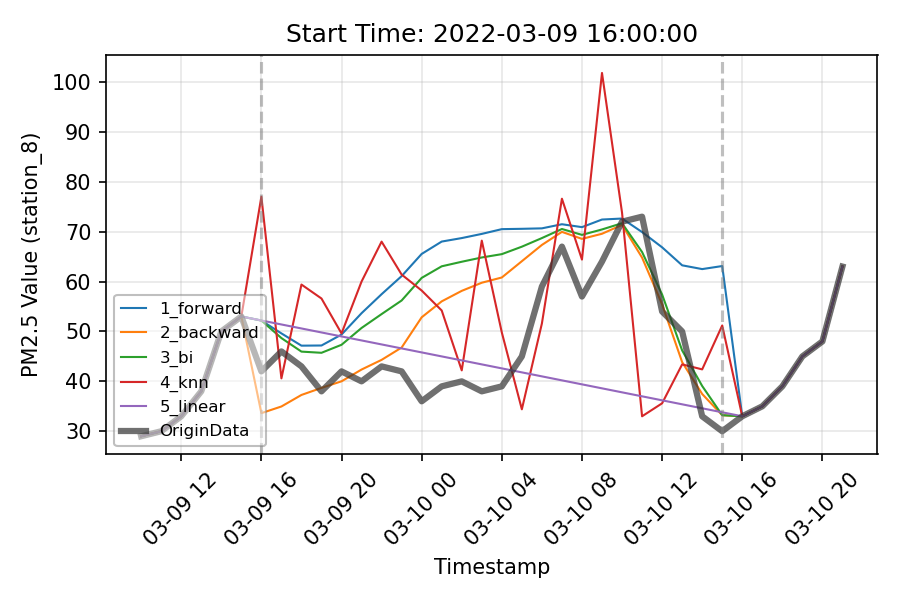 Start Time: 2022-03-09 16:00:00
PM2.5 Value (station_8)
100
90
80
70
60
50
40
30
1_forward
2_backward
3_bi
4_knn
5_linear
OriginData
03-09 12
03-09 16
03-09 20
03-10 00
03-10 04
03-10 08
03-10 12
03-10 16
03-10 20
Timestamp